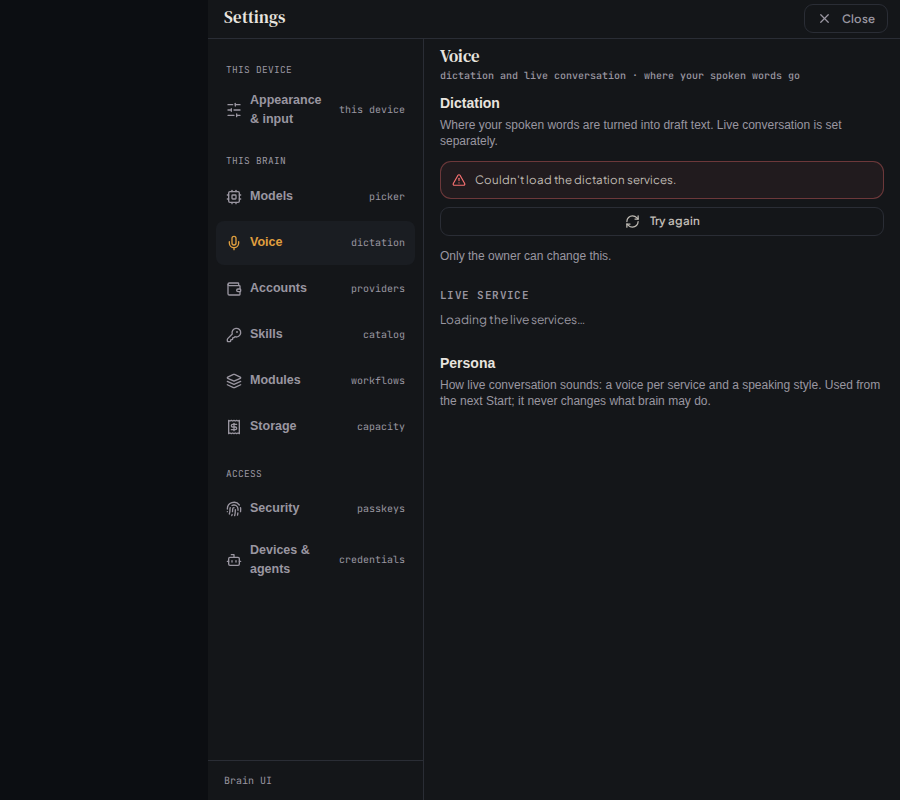 Settings
Close
THIS DEVICE
Appearance & input
this device
THIS BRAIN
Models
picker
Voice
dictation
Accounts
providers
Skills
catalog
Modules
workflows
Storage
capacity
ACCESS
Security
passkeys
Devices & agents
credentials
Brain UI
Voice
dictation and live conversation · where your spoken words go
Dictation
Where your spoken words are turned into draft text. Live conversation is set
separately.
Couldn't load the dictation services.
Try again
Only the owner can change this.
LIVE SERVICE
Loading the live services…
Persona
How live conversation sounds: a voice per service and a speaking style. Used from
the next Start; it never changes what brain may do.